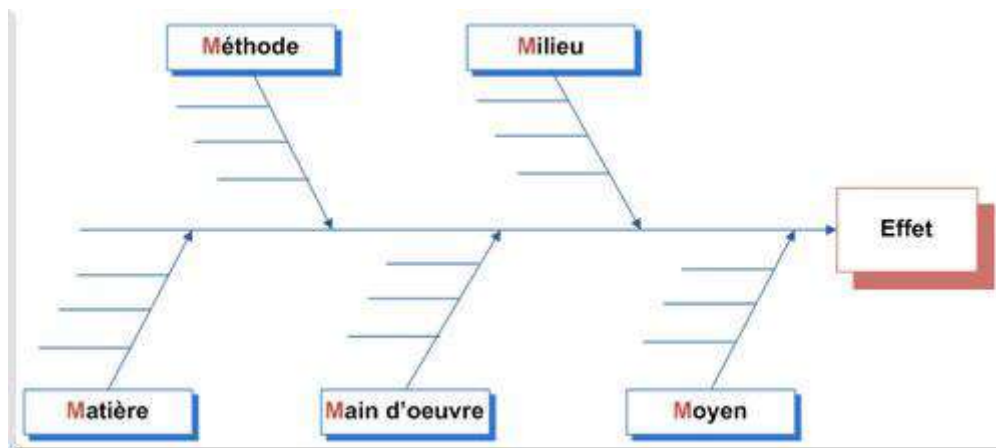 Méthode
Milieu
Effet
Matière
Main d'oeuvre
Moyen